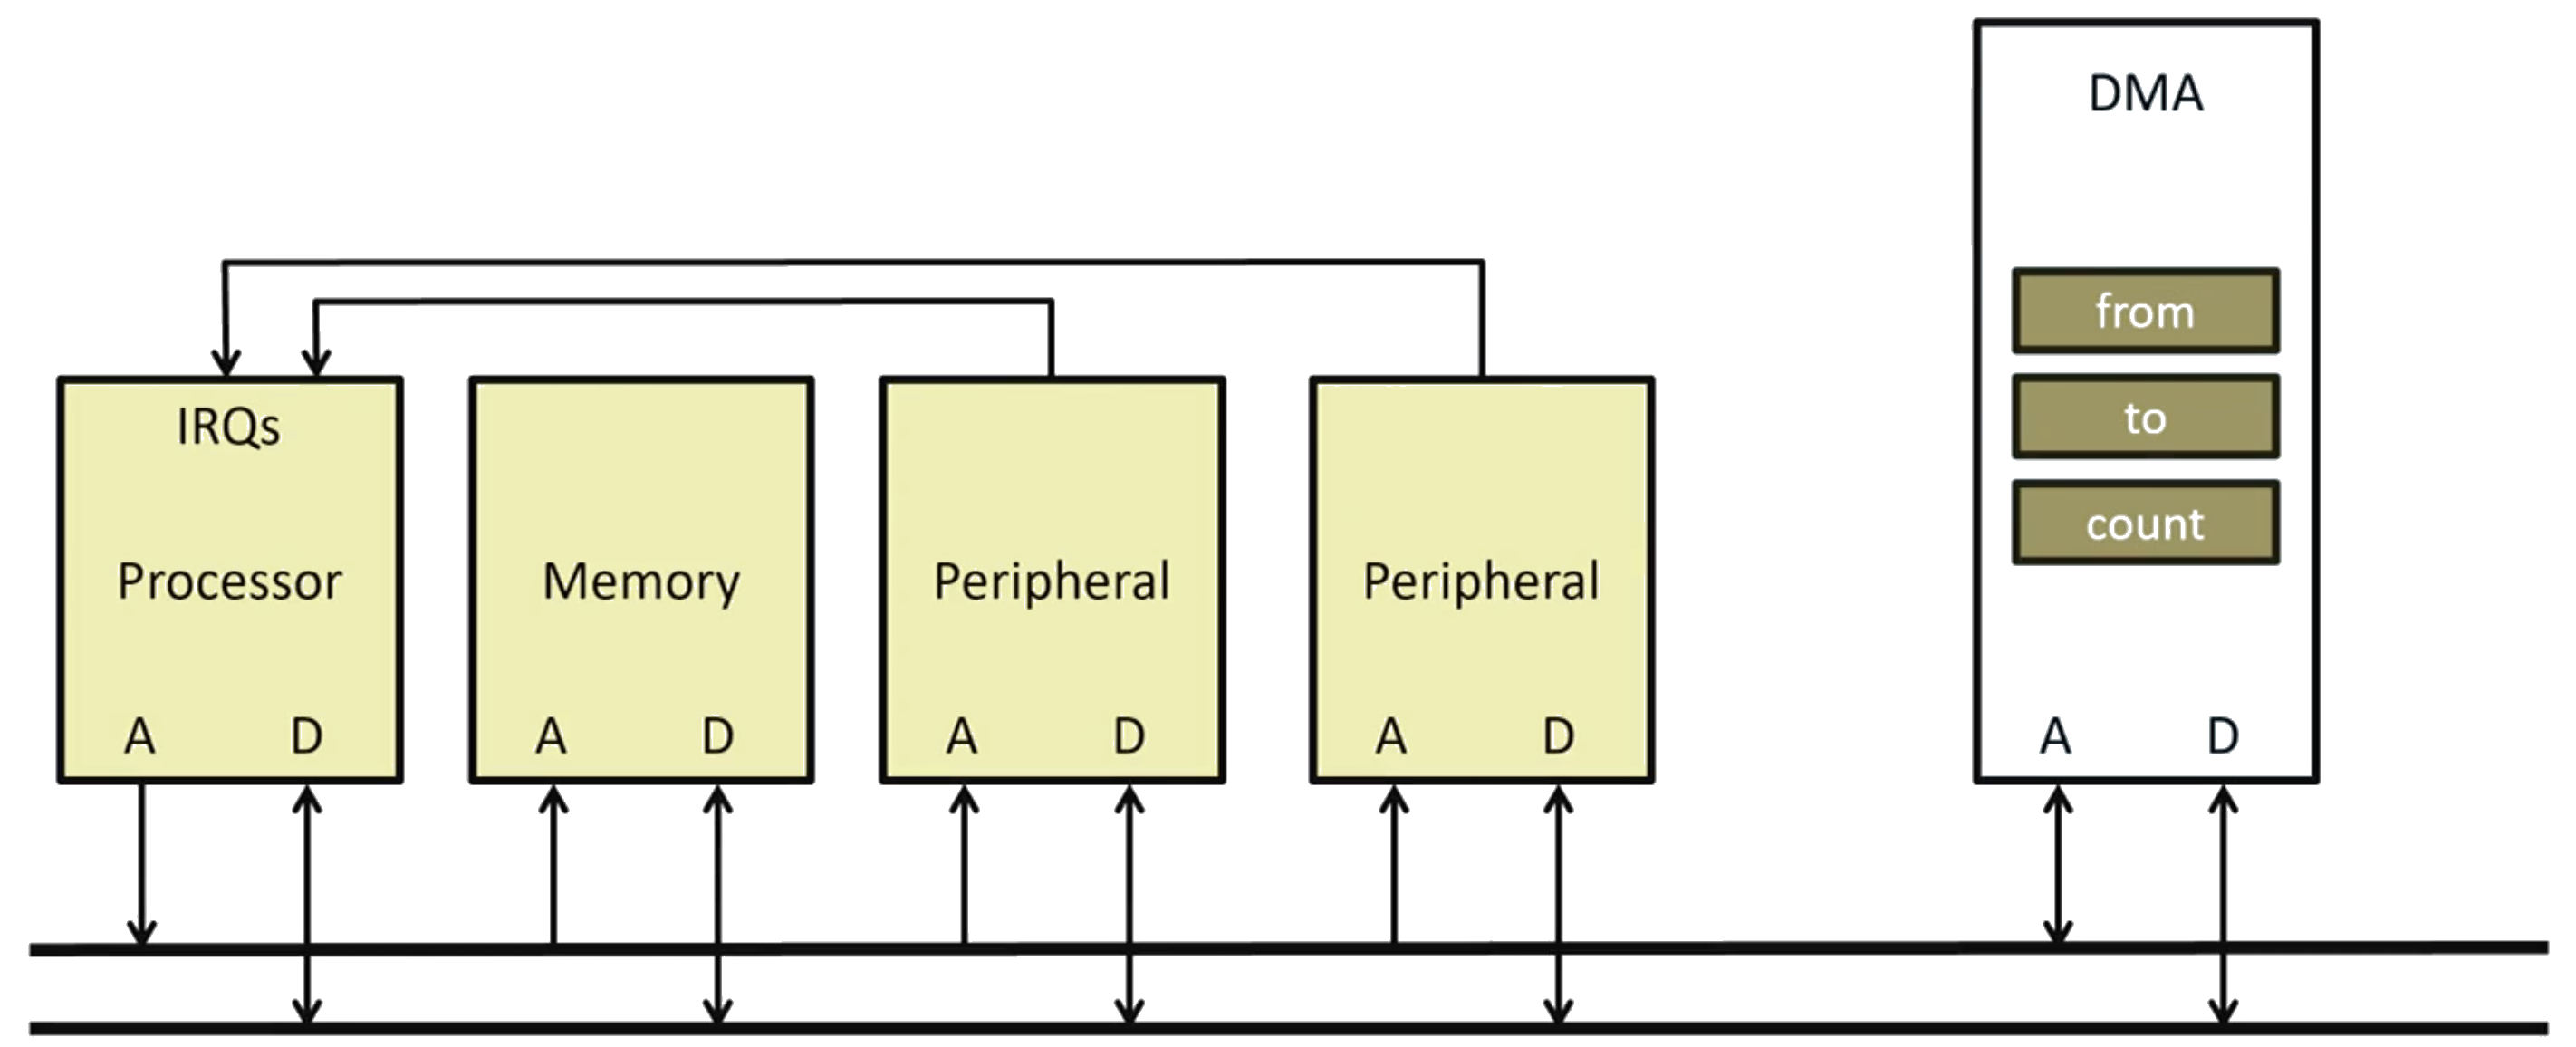 DMA
from
to
count
IRQs
Processor
Memory
Peripheral
Peripheral
A D
A D
A D
A D
A D